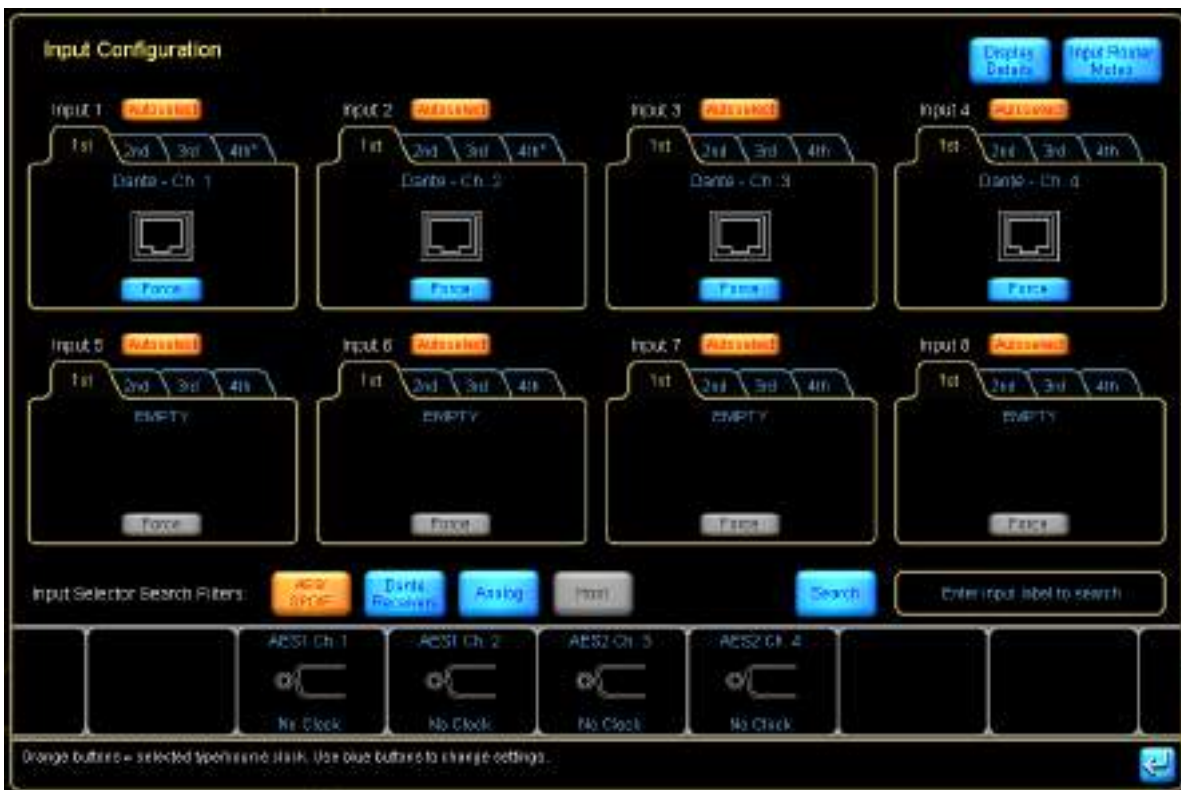 Input Configuration
Display Details
Input Router Meters
Input 1 Autoselect
Input 2 Autoselect
Input 3 Autoselect
Input 4 Autoselect
1st 2nd 3rd 4th*
1st 2nd 3rd 4th*
1st 2nd 3rd 4th
1st 2nd 3rd 4th
Dante - Ch. 1
Dante - Ch. 2
Dante - Ch. 3
Dante - Ch. 4
Force
Force
Force
Force
Input 5 Autoselect
Input 6 Autoselect
Input 7 Autoselect
Input 8 Autoselect
1st 2nd 3rd 4th
1st 2nd 3rd 4th
1st 2nd 3rd 4th
1st 2nd 3rd 4th
EMPTY
EMPTY
EMPTY
EMPTY
Force
Force
Force
Force
Input Selector Search Filters:
AES/ SPDIF
Dante Receivers
Analog
Search
Enter input label to search
AES1 Ch. 1
AES1 Ch. 2
AES2 Ch. 3
AES2 Ch. 4
No Clock
No Clock
No Clock
No Clock
Orange buttons = selected type/source clock. Use blue buttons to change settings.